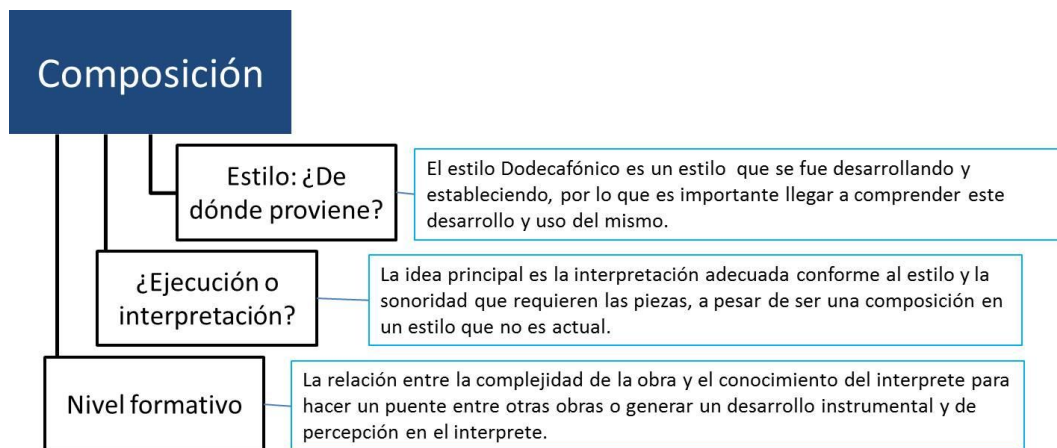 Composición
Estilo: ¿De
dónde proviene?
El estilo Dodecafónico es un estilo que se fue desarrollando y
estableciendo, por lo que es importante llegar a comprender este
desarrollo y uso del mismo.
¿Ejecución o
interpretación?
La idea principal es la interpretación adecuada conforme al estilo y la
sonoridad que requieren las piezas, a pesar de ser una composición en
un estilo que no es actual.
Nivel formativo
La relación entre la complejidad de la obra y el conocimiento del interprete para
hacer un puente entre otras obras o generar un desarrollo instrumental y de
percepción en el interprete.